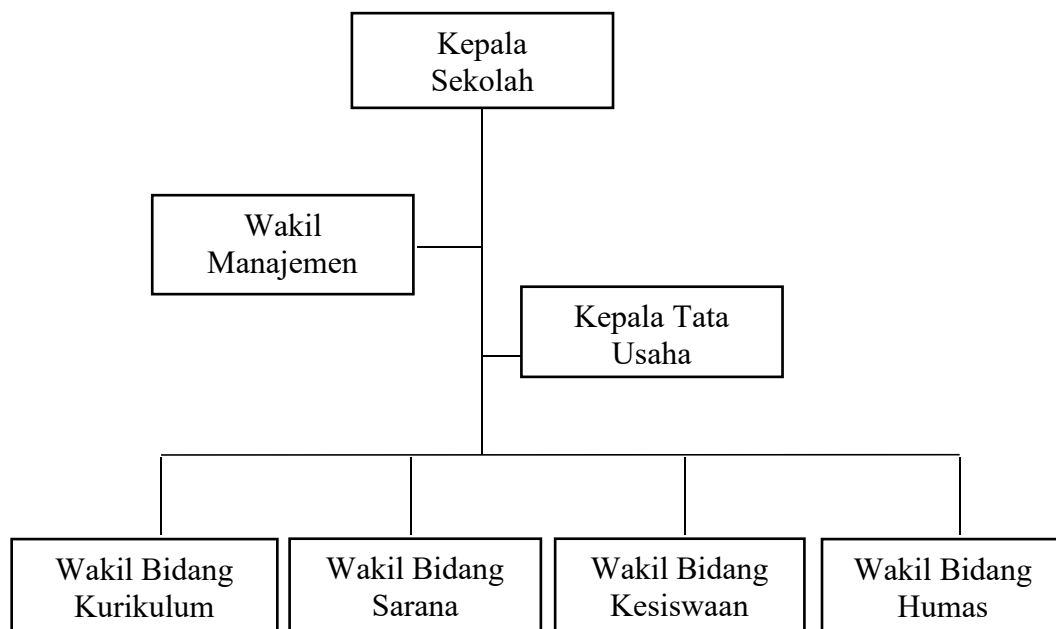 Kepala
Sekolah
Wakil
Manajemen
Kepala Tata
Usaha
Wakil Bidang
Kurikulum
Wakil Bidang
Sarana
Wakil Bidang
Kesiswaan
Wakil Bidang
Humas